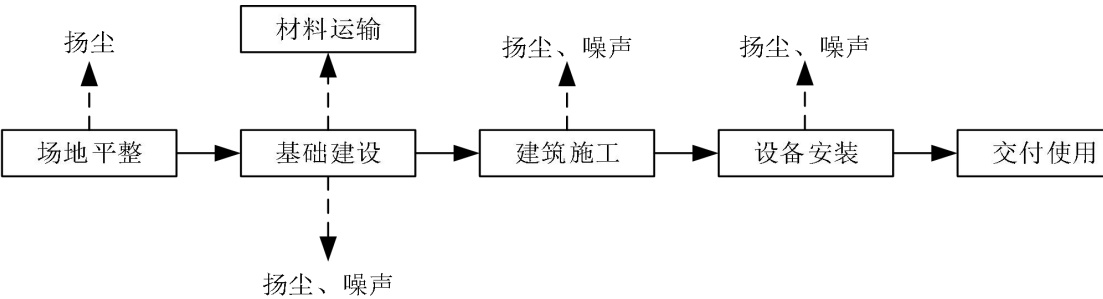 材料运输
扬尘
扬尘、噪声
扬尘、噪声
场地平整
基础建设
建筑施工
设备安装
交付使用
扬尘、噪声